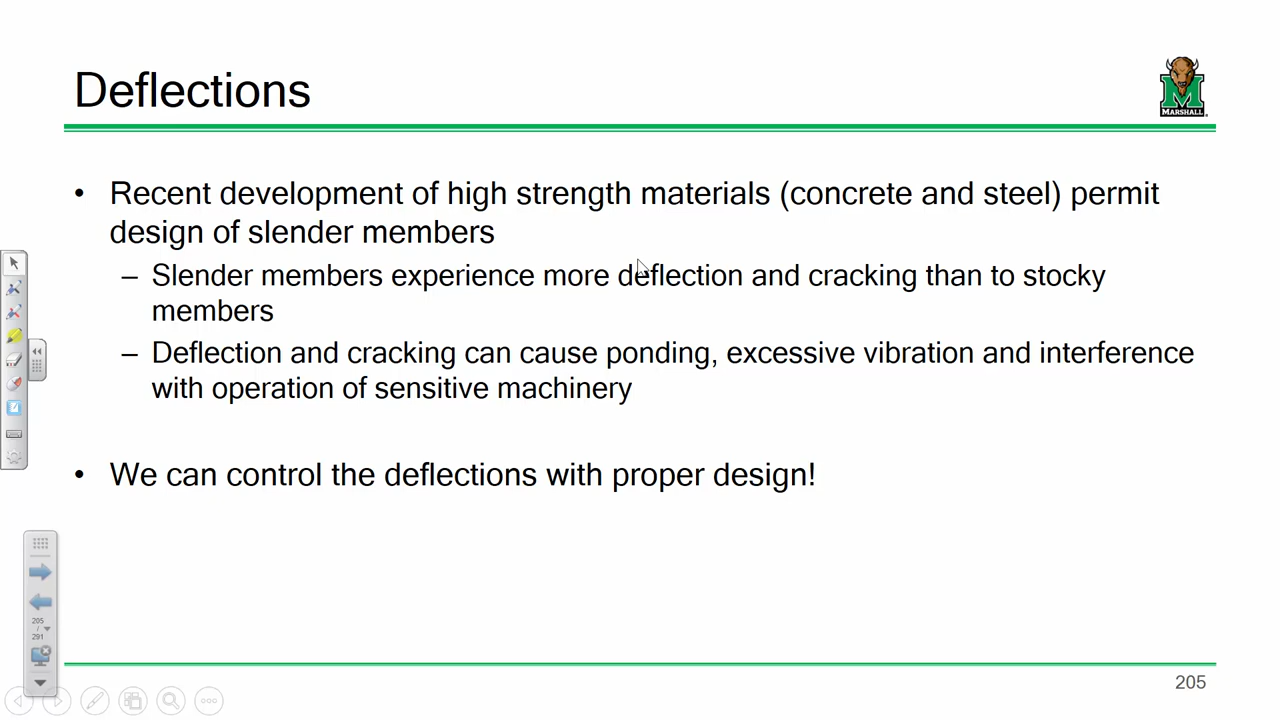 Deflections
MARSHALL
• Recent development of high strength materials (concrete and steel) permit
design of slender members
– Slender members experience more deflection and cracking than to stocky
members
– Deflection and cracking can cause ponding, excessive vibration and interference
with operation of sensitive machinery
• We can control the deflections with proper design!
205
/
291
205